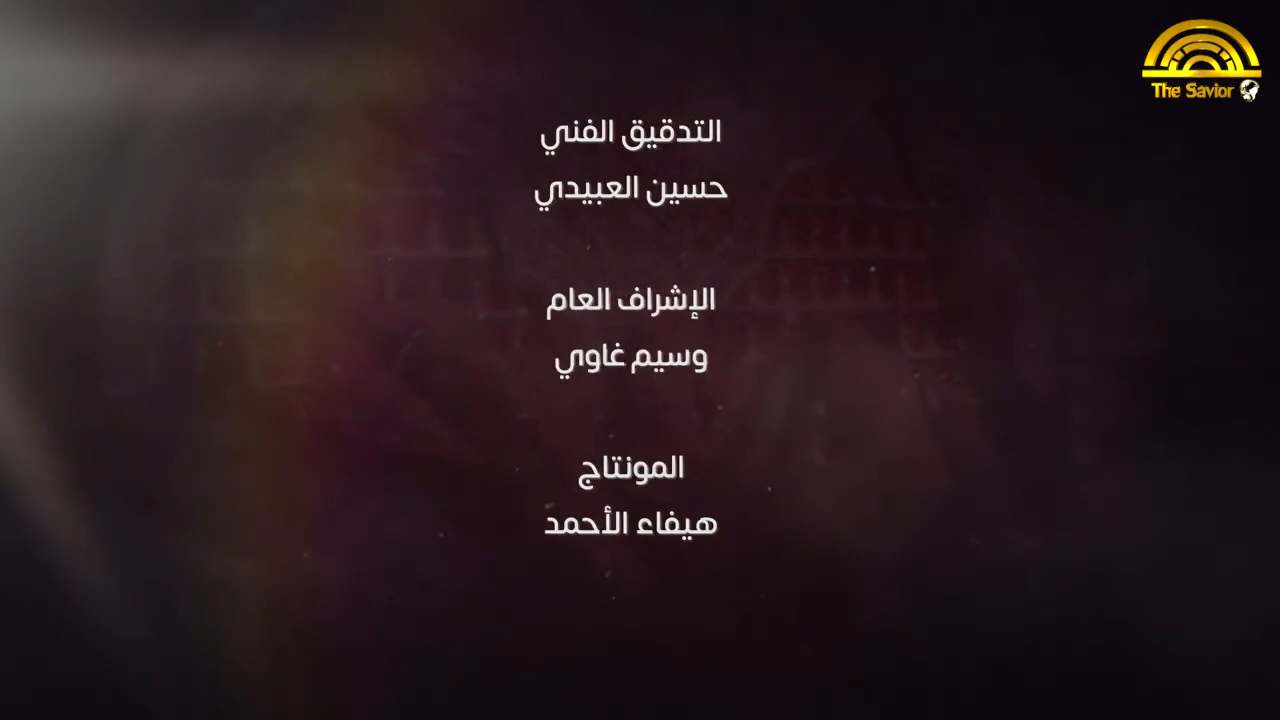 The Savior
التدقيق الفني
حسين العبيدي
الإشراف العام
وسيم غاوي
المونتاج
هيفاء الأحمد